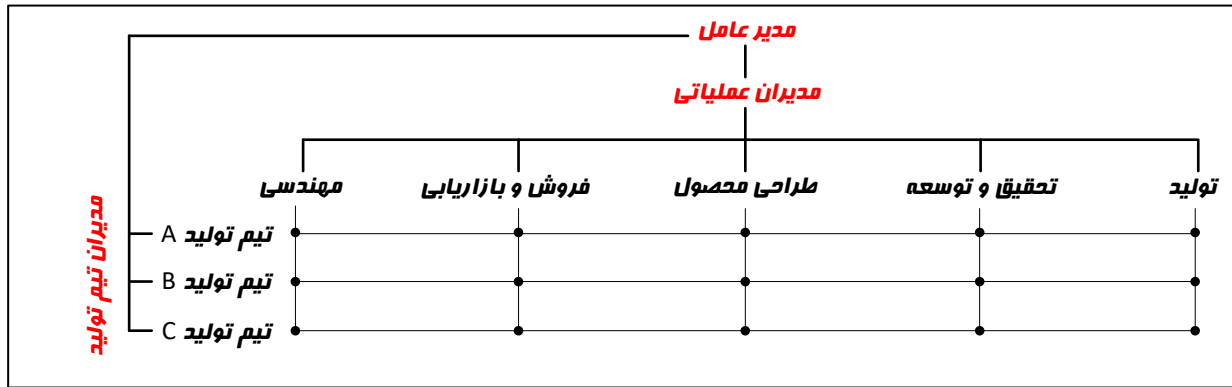 مدیر عامل
مدیران عملیاتی
تولید
تحقیق و توسعه
طراحی محصول
فروش و بازاریابی
مهندسی
مدیران تیم تولید
تیم تولید A
تیم تولید B
تیم تولید C